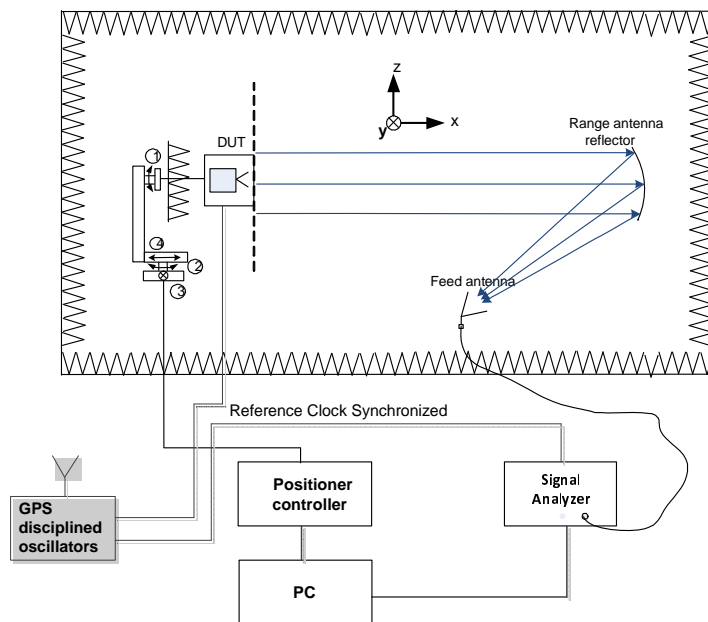 z
x
y
Range antenna
reflector
DUT
1
4
2
3
Feed antenna
Reference Clock Synchronized
GPS
disciplined
oscillators
Positioner
controller
Signal
Analyzer
PC